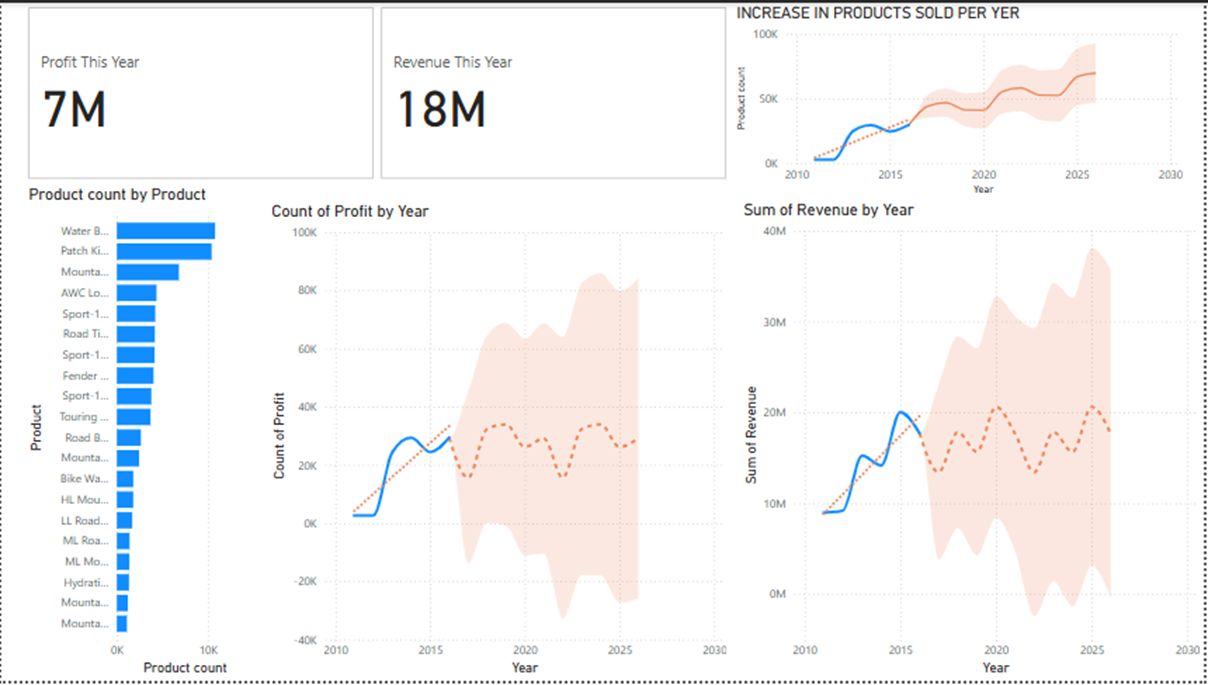 Profit This Year
7M
Revenue This Year
18M
INCREASE IN PRODUCTS SOLD PER YER
Product count
100K
50K
0K
2010 2015 2020 2025 2030
Year
Product count by Product
Product
Water B...
Patch Ki...
Mounta...
AWC Lo...
Sport-1...
Road Ti...
Sport-1...
Fender ...
Sport-1...
Touring ...
Road B...
Mounta...
Bike Wa...
HL Mou...
LL Road...
ML Roa...
ML Mo...
Hydrati...
Mounta...
Mounta...
0K 10K
Product count
Count of Profit by Year
Count of Profit
100K
80K
60K
40K
20K
0K
-20K
-40K
2010 2015 2020 2025 2030
Year
Sum of Revenue by Year
Sum of Revenue
40M
30M
20M
10M
0M
2010 2015 2020 2025 2030
Year